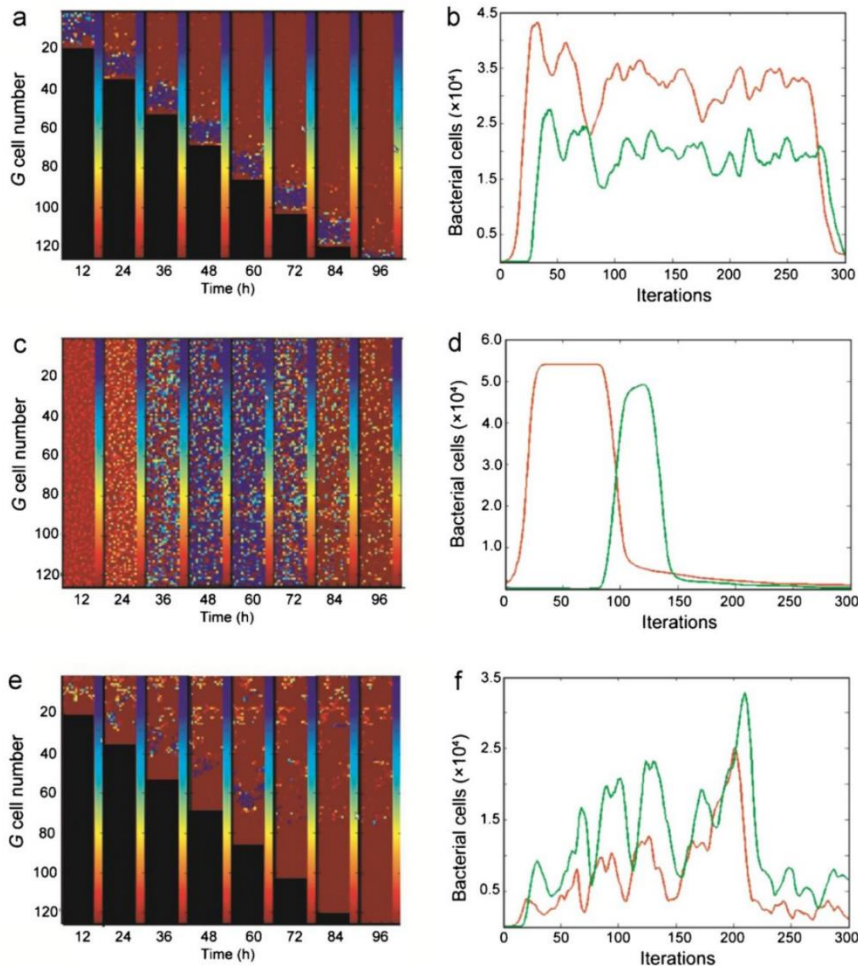 a
G cell number
20
40
60
80
100
120
12 24 36 48 60 72 84 96
Time (h)
b
Bacterial cells (×10⁴)
4.5
3.5
2.5
1.5
0.5
0 50 100 150 200 250 300
Iterations
c
G cell number
20
40
60
80
100
120
12 24 36 48 60 72 84 96
Time (h)
d
Bacterial cells (×10⁴)
6.0
5.0
4.0
3.0
2.0
1.0
0 50 100 150 200 250 300
Iterations
e
G cell number
20
40
60
80
100
120
12 24 36 48 60 72 84 96
Time (h)
f
Bacterial cells (×10⁴)
3.5
2.5
1.5
0.5
0 50 100 150 200 250 300
Iterations